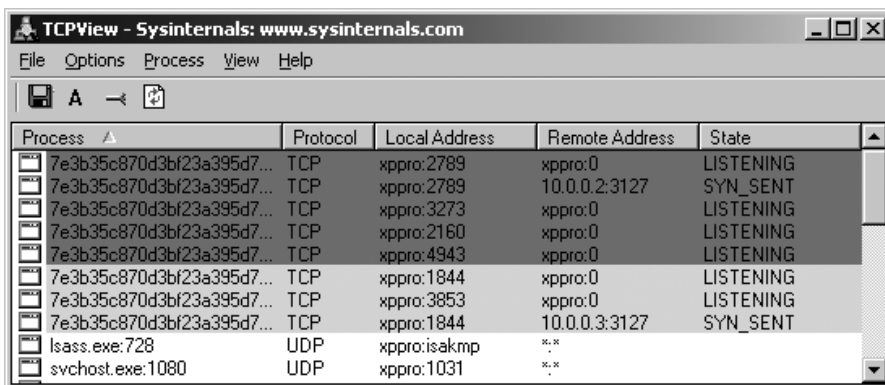 TCPView - Sysinternals: www.sysinternals.com
File Options Process View Help
A
Process Protocol Local Address Remote Address State
7e3b35c870d3bf23a395d7... TCP xppro:2789 xppro:0 LISTENING
7e3b35c870d3bf23a395d7... TCP xppro:2789 10.0.0.2:3127 SYN_SENT
7e3b35c870d3bf23a395d7... TCP xppro:3273 xppro:0 LISTENING
7e3b35c870d3bf23a395d7... TCP xppro:2160 xppro:0 LISTENING
7e3b35c870d3bf23a395d7... TCP xppro:4943 xppro:0 LISTENING
7e3b35c870d3bf23a395d7... TCP xppro:1844 xppro:0 LISTENING
7e3b35c870d3bf23a395d7... TCP xppro:3853 xppro:0 LISTENING
7e3b35c870d3bf23a395d7... TCP xppro:1844 10.0.0.3:3127 SYN_SENT
lsass.exe:728 UDP xppro:isakmp *:*
svchost.exe:1080 UDP xppro:1031 *:*